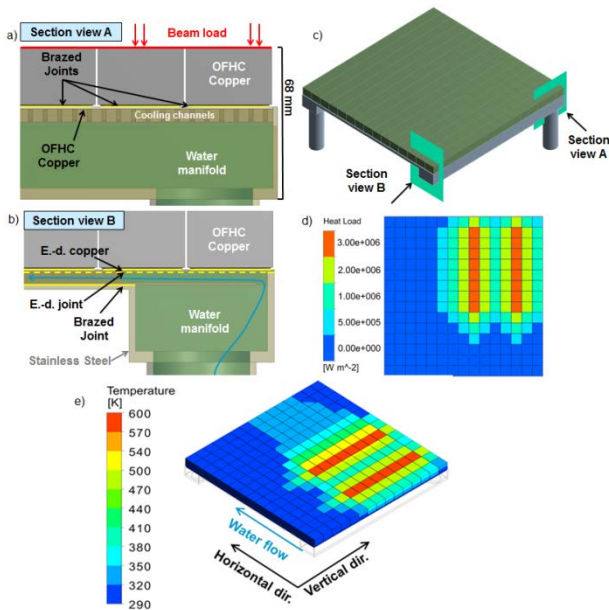 a)
Section view A
Beam load
Brazed
Joints
OFHC
Copper
68 mm
Cooling channels
OFHC
Copper
Water
manifold
b)
Section view B
E.-d. copper
OFHC
Copper
E.-d. joint
Brazed
Joint
Water
manifold
Stainless Steel
c)
Section
view A
Section
view B
d)
Heat Load
3.00e+006
2.00e+006
1.00e+006
5.00e+005
0.00e+000
[W m^-2]
e)
Temperature
[K]
600
570
540
500
470
440
410
380
350
320
290
Water flow
Horizontal dir.
Vertical dir.